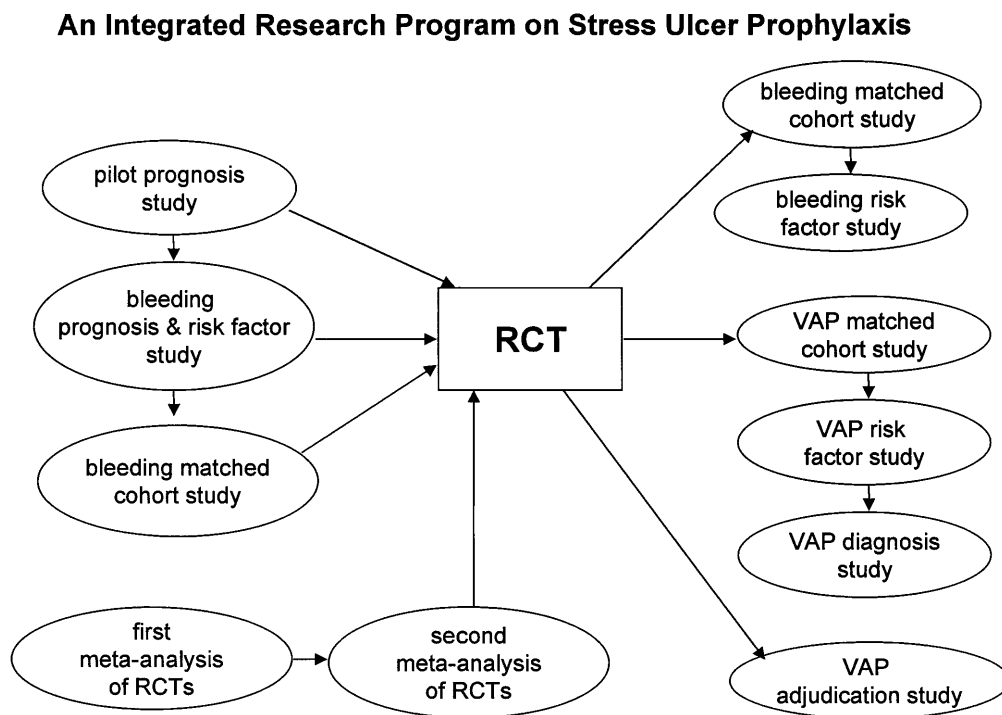 An Integrated Research Program on Stress Ulcer Prophylaxis
pilot prognosis
study
bleeding
prognosis & risk factor
study
bleeding matched
cohort study
first
meta-analysis
of RCTs
second
meta-analysis
of RCTs
RCT
bleeding matched
cohort study
bleeding risk
factor study
VAP matched
cohort study
VAP risk
factor study
VAP diagnosis
study
VAP
adjudication study